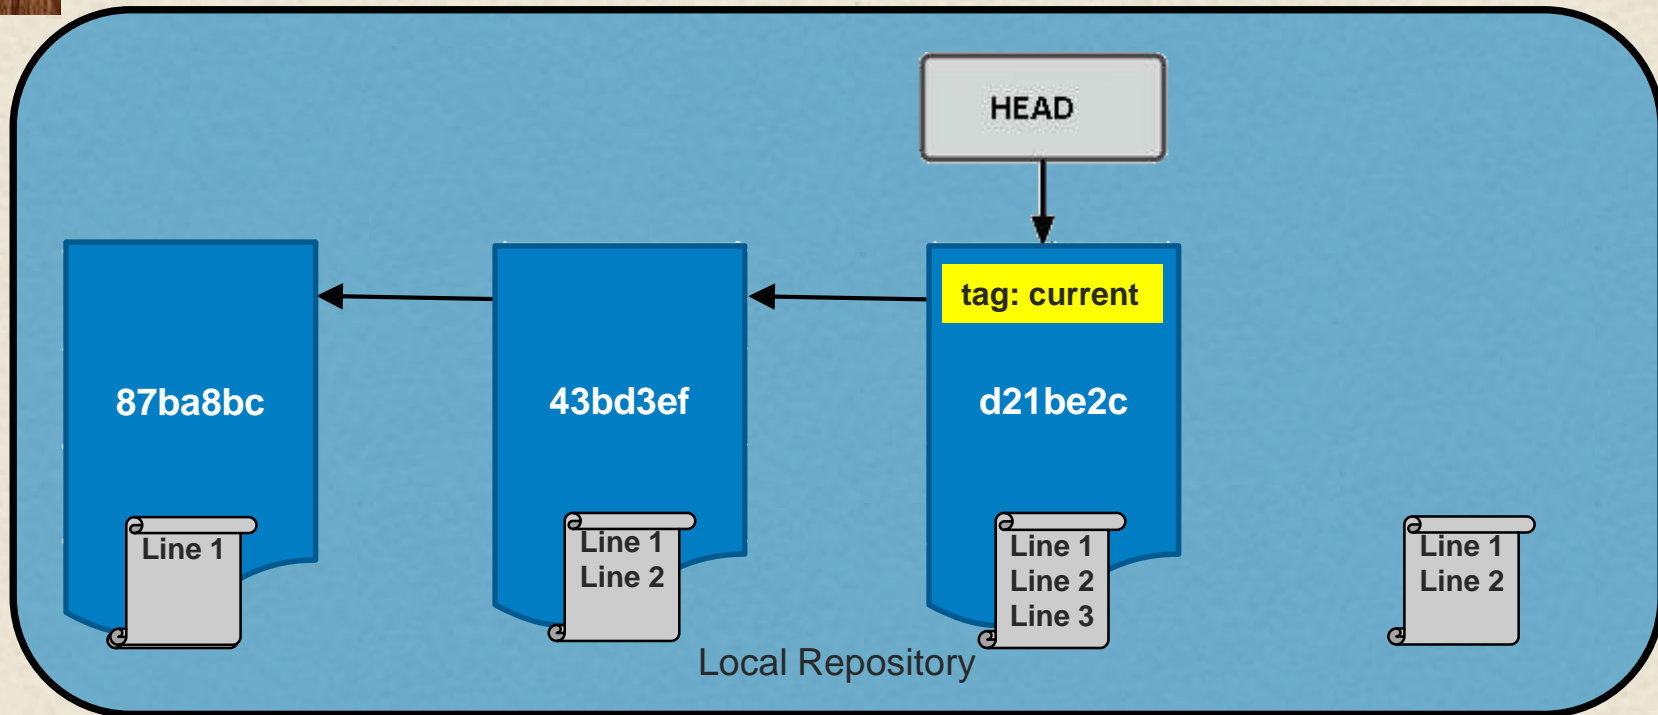 HEAD
tag: current
87ba8bc
43bd3ef
d21be2c
Line 1
Line 1
Line 2
Line 1
Line 2
Line 3
Line 1
Line 2
Local Repository